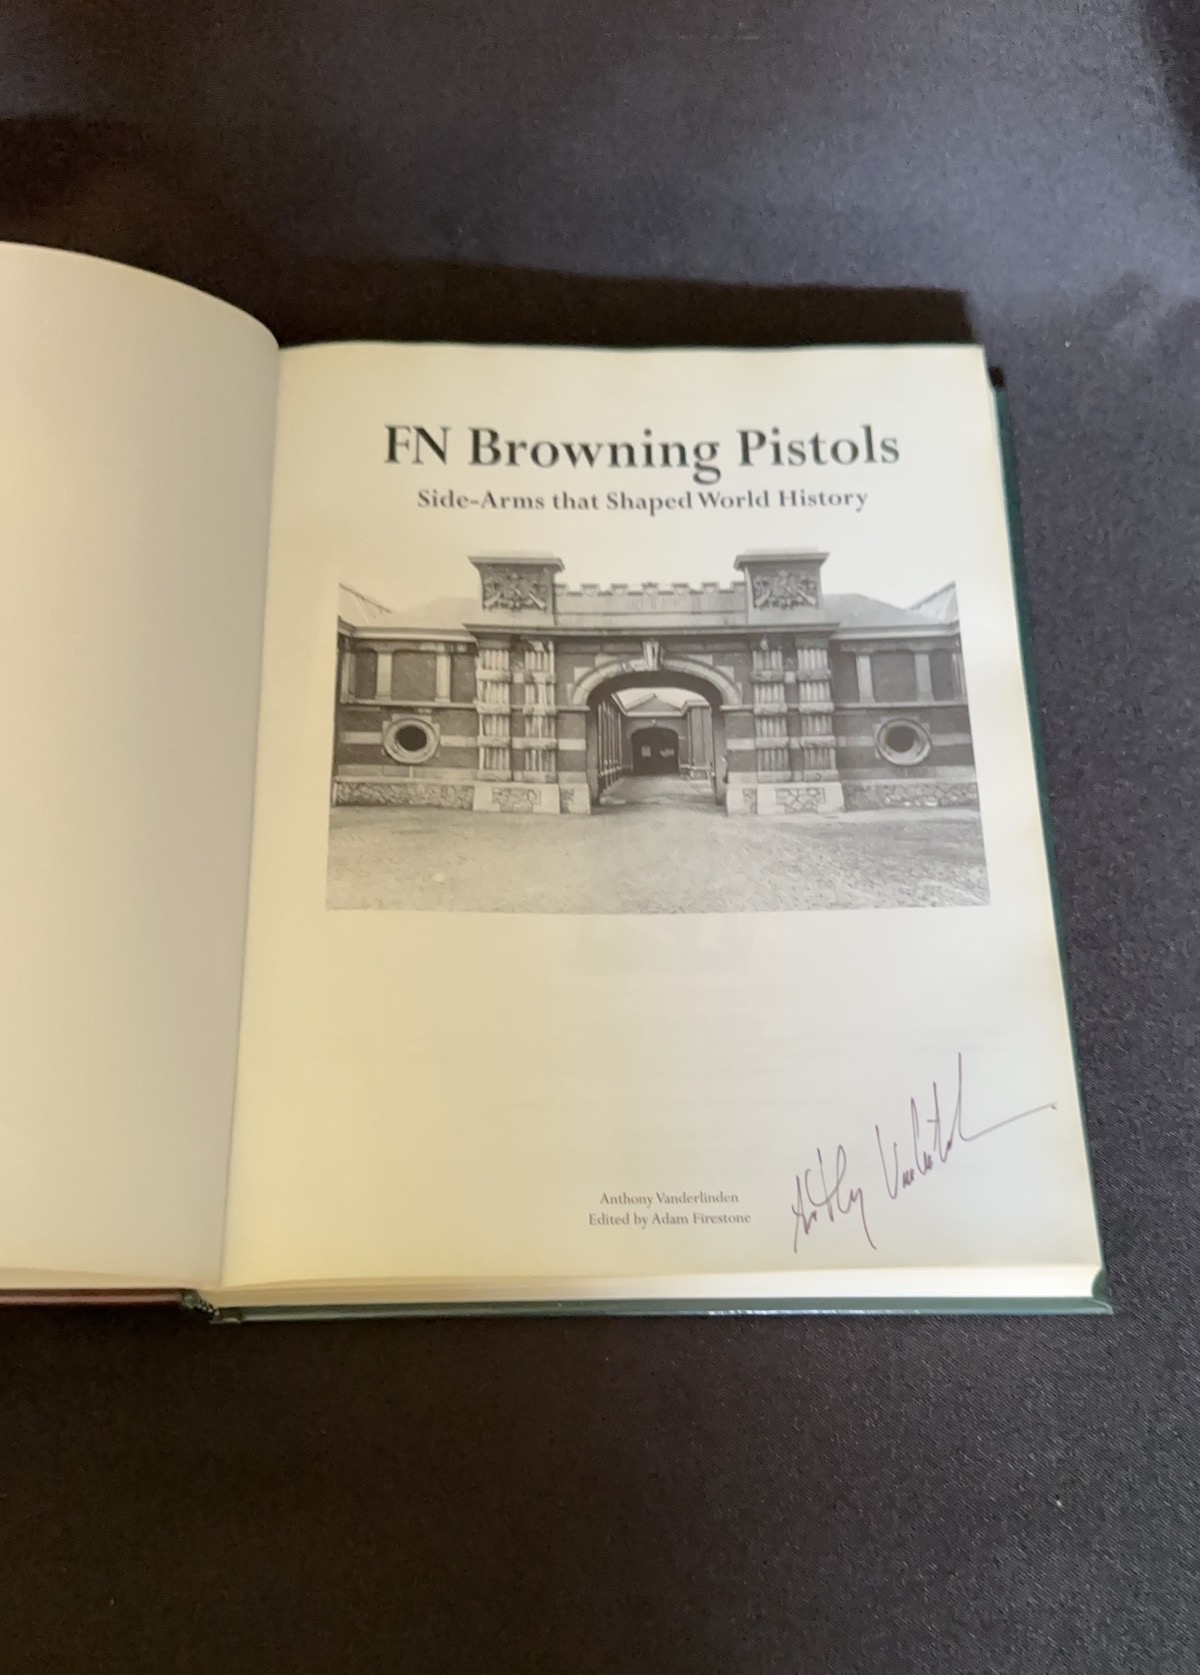 FN Browning Pistols
Side-Arms that Shaped World History
Anthony Vanderlinden
Edited by Adam Firestone